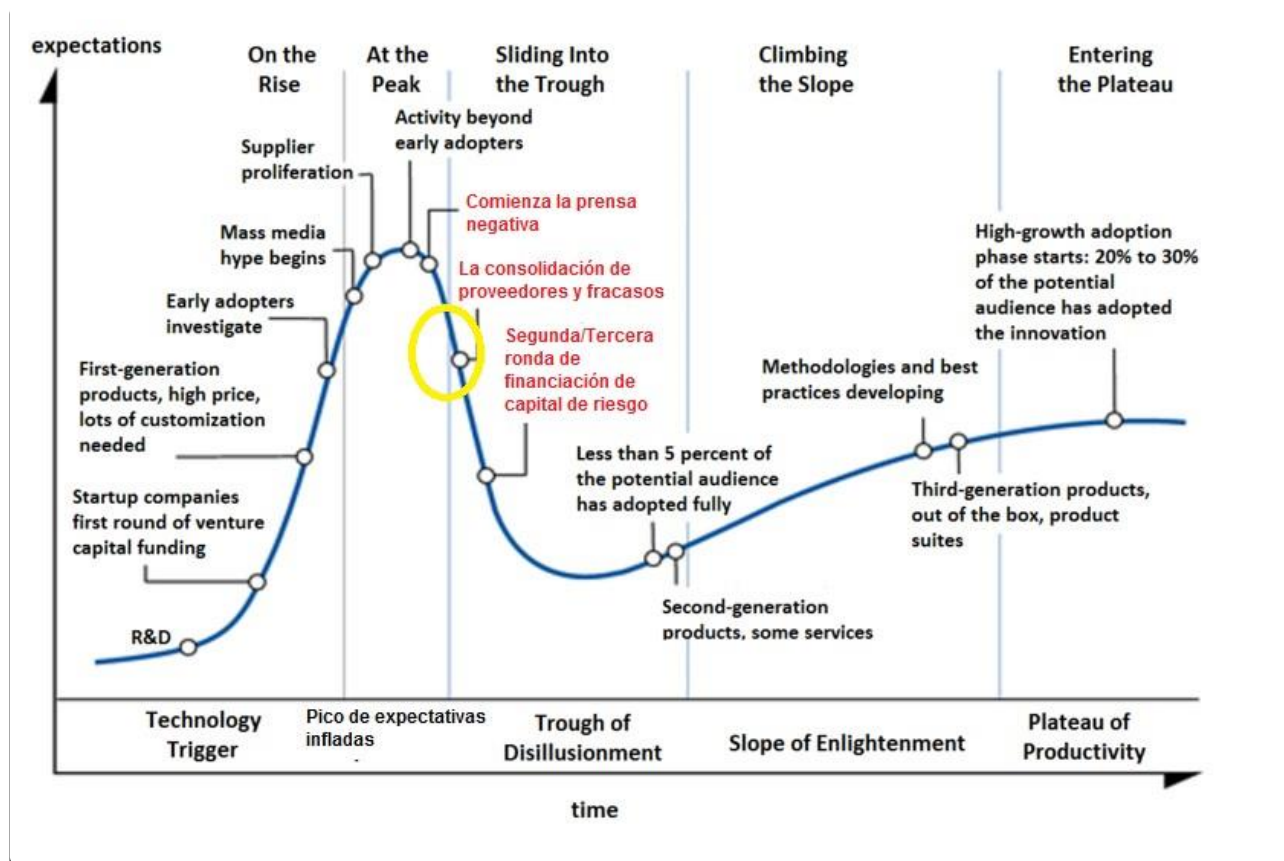 expectations
On the
Rise
At the
Peak
Sliding Into
the Trough
Climbing
the Slope
Entering
the Plateau
Activity beyond
early adopters
Supplier
proliferation
Comienza la prensa
negativa
Mass media
hype begins
La consolidación de
proveedores y fracasos
Early adopters
investigate
Segunda/Tercera
ronda de
financiación de
capital de riesgo
First-generation
products, high price,
lots of customization
needed
Startup companies
first round of venture
capital funding
R&D
Less than 5 percent of
the potential audience
has adopted fully
Second-generation
products, some services
Methodologies and best
practices developing
Third-generation products,
out of the box, product
suites
High-growth adoption
phase starts: 20% to 30%
of the potential
audience has adopted
the innovation
Technology
Trigger
Pico de expectativas
infladas
Trough of
Disillusionment
Slope of Enlightenment
Plateau of
Productivity
time